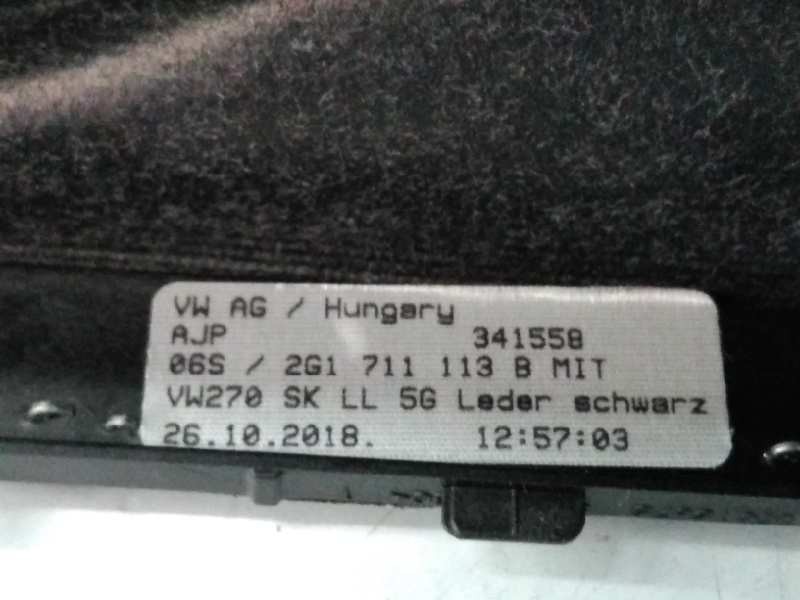 VW AG / Hungary
AJP 341558
06S / 2G1 711 113 B MIT
VW270 SK LL 5G Leder schwarz
26.10.2018. 12:57:03